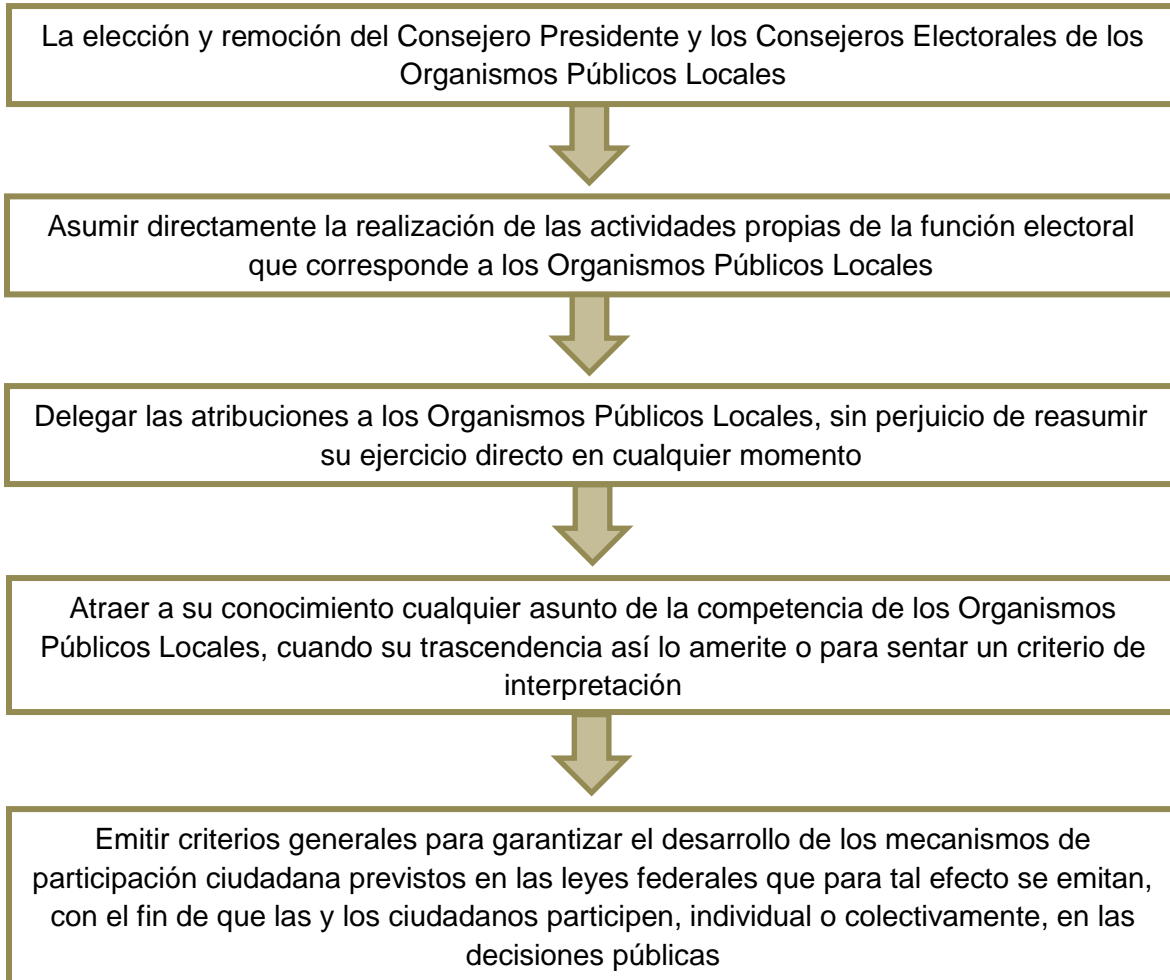 La elección y remoción del Consejero Presidente y los Consejeros Electorales de los
Organismos Públicos Locales
Asumir directamente la realización de las actividades propias de la función electoral
que corresponde a los Organismos Públicos Locales
Delegar las atribuciones a los Organismos Públicos Locales, sin perjuicio de reasumir
su ejercicio directo en cualquier momento
Atraer a su conocimiento cualquier asunto de la competencia de los Organismos
Públicos Locales, cuando su trascendencia así lo amerite o para sentar un criterio de
interpretación
Emitir criterios generales para garantizar el desarrollo de los mecanismos de
participación ciudadana previstos en las leyes federales que para tal efecto se emitan,
con el fin de que las y los ciudadanos participen, individual o colectivamente, en las
decisiones públicas